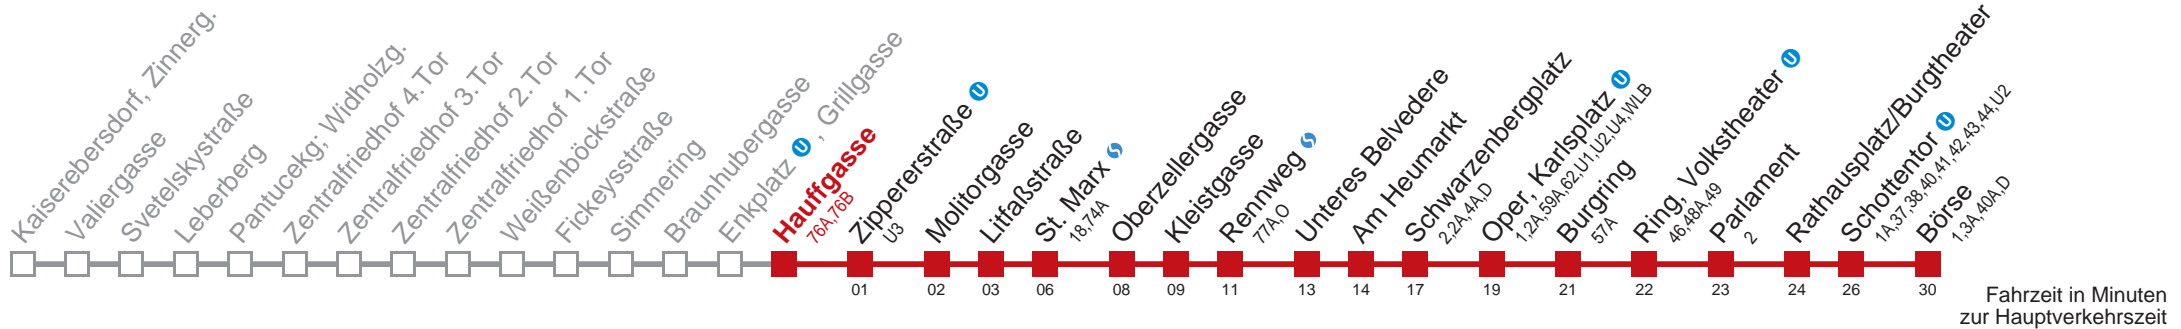 Kaiserebersdorf, Zinnerg.
Valiergasse
Svetelskystraße
Leberberg
Pantucekg; Widholzg.
Zentralfriedhof 4. Tor
Zentralfriedhof 3. Tor
Zentralfriedhof 2. Tor
Zentralfriedhof 1. Tor
Weißenböckstraße
Fickeysstraße
Simmering
Braunhubergasse
Enkplatz U , Grillgasse
Hauffgasse
76A,76B
Zippererstraße U
U3
01
Molitorgasse
02
Litfaßstraße
03
St. Marx S
18,74A
06
Oberzellergasse
08
Kleistgasse
09
Rennweg S
77A,O
11
Unteres Belvedere
13
Am Heumarkt
14
Schwarzenbergplatz
2,2A,4A,D
17
Oper, Karlsplatz U
1,2A,59A,62,U1,U2,U4,WLB
19
Burgring
57A
21
Ring, Volkstheater U
46,48A,49
22
Parlament
2
23
Rathausplatz/Burgtheater
24
Schottentor U
1A,37,38,40,41,42,43,44,U2
26
Börse
1,3A,40A,D
30
Fahrzeit in Minuten
zur Hauptverkehrszeit